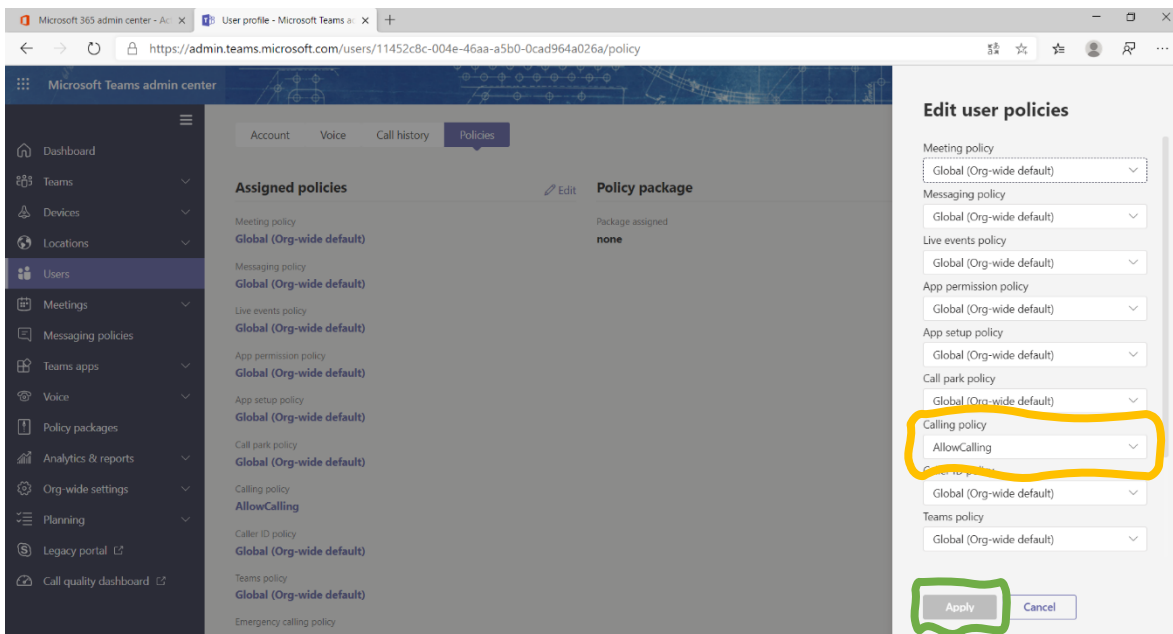 Microsoft 365 admin center - Ac
User profile - Microsoft Teams ac
https://admin.teams.microsoft.com/users/11452c8c-004e-46aa-a5b0-0cad964a026a/policy
Microsoft Teams admin center
Dashboard
Teams
Devices
Locations
Users
Meetings
Messaging policies
Teams apps
Voice
Policy packages
Analytics & reports
Org-wide settings
Planning
Legacy portal
Call quality dashboard
Account Voice Call history Policies
Assigned policies
Edit
Meeting policy
Global (Org-wide default)
Messaging policy
Global (Org-wide default)
Live events policy
Global (Org-wide default)
App permission policy
Global (Org-wide default)
App setup policy
Global (Org-wide default)
Call park policy
Global (Org-wide default)
Calling policy
AllowCalling
Caller ID policy
Global (Org-wide default)
Teams policy
Global (Org-wide default)
Emergency calling policy
Policy package
Package assigned
none
Edit user policies
Meeting policy
Global (Org-wide default)
Messaging policy
Global (Org-wide default)
Live events policy
Global (Org-wide default)
App permission policy
Global (Org-wide default)
App setup policy
Global (Org-wide default)
Call park policy
Global (Org-wide default)
Calling policy
AllowCalling
Caller ID policy
Global (Org-wide default)
Teams policy
Global (Org-wide default)
Apply
Cancel